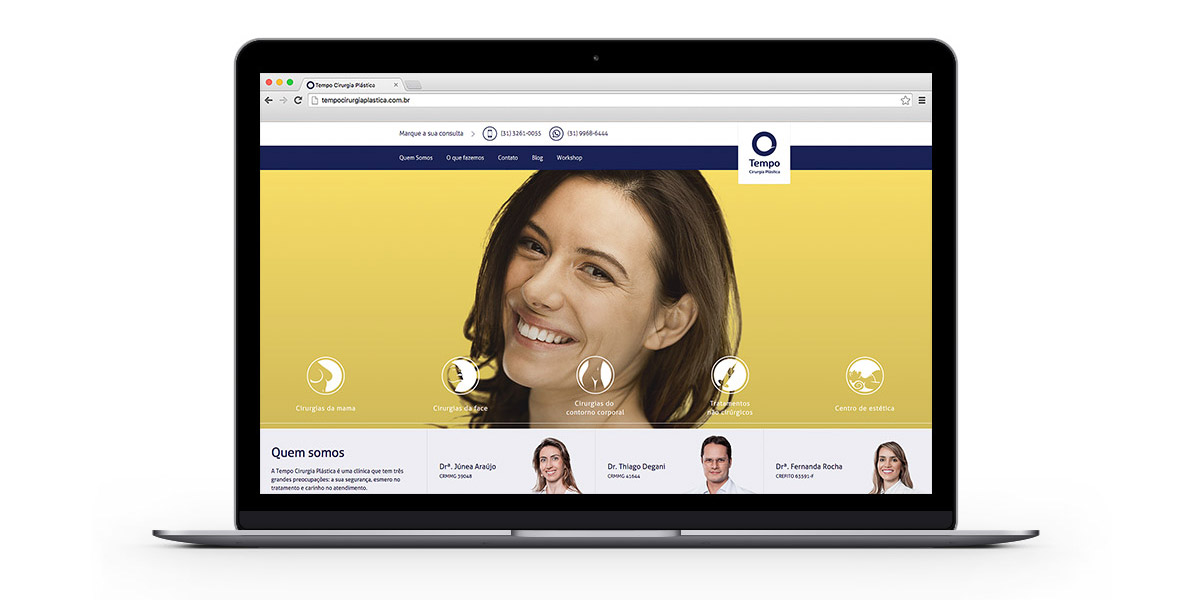 Tempo Cirurgia Plástica
tempocirurgiaplastica.com.br
Marque a sua consulta
(31) 3261-0055
(31) 9968-6444
Quem Somos
O que fazemos
Contato
Blog
Workshop
Tempo
Cirurgia Plástica
Cirurgias da mama
Cirurgias da face
Cirurgias do
contorno corporal
Tratamentos
não cirúrgicos
Centro de estética
Quem somos
A Tempo Cirurgia Plástica é uma clínica que tem três
grandes preocupações: a sua segurança, esmero no
tratamento e carinho no atendimento.
Drª. Júnea Araújo
CRMMG 39048
Dr. Thiago Degani
CRMMG 41644
Drª. Fernanda Rocha
CREFITO 63591-F